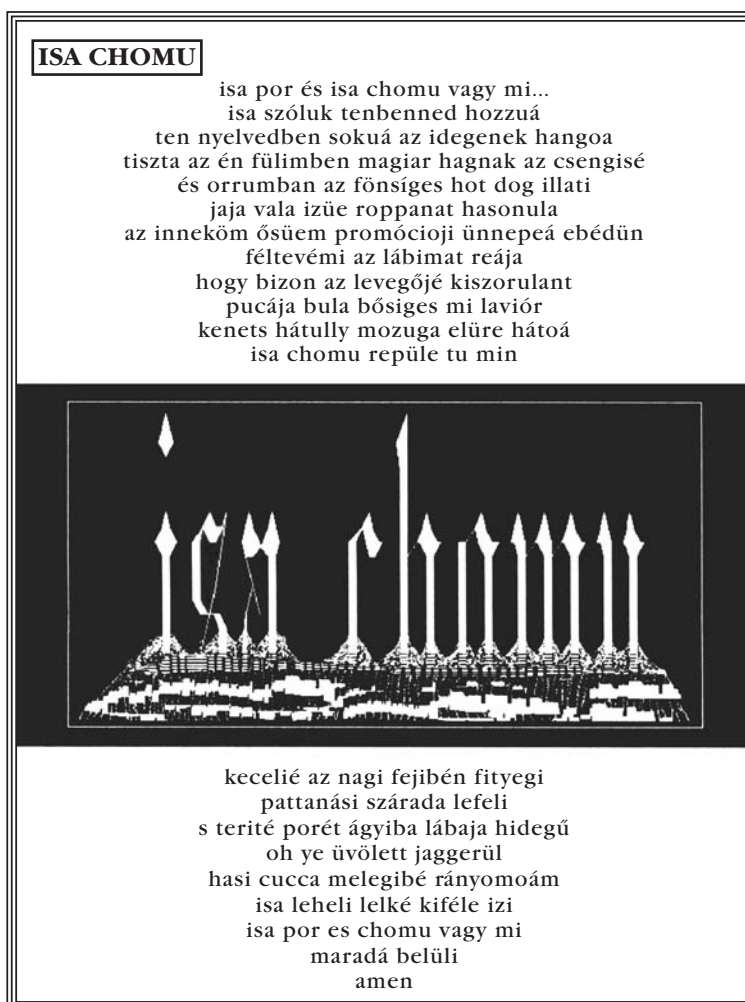 ISA CHOMU
isa por és isa chomu vagy mi...
isa szóluk tenbenned hozzuá
ten nyelvedben sokuá az idegenek hangoa
tiszta az én fülimben magiar hagnak az csengisé
és orrumban az fönsíges hot dog illati
jaja vala izüe roppanat hasonula
az inneköm ősüem promócioji ünnepeá ebédün
féltevémi az lábimat reája
hogy bizon az levegőjé kiszorulant
pucája bula bősiges mi laviór
kenets hátully mozuga elüre hátoá
isa chomu repüle tu min
isa chomu
kecelié az nagi fejibén fityegi
pattanási szárada lefeli
s terité porét ágyiba lábaja hidegű
oh ye üvölett jaggerül
hasi cucca melegibé rányomoám
isa leheli lelké kiféle izi
isa por es chomu vagy mi
maradá belüli
amen